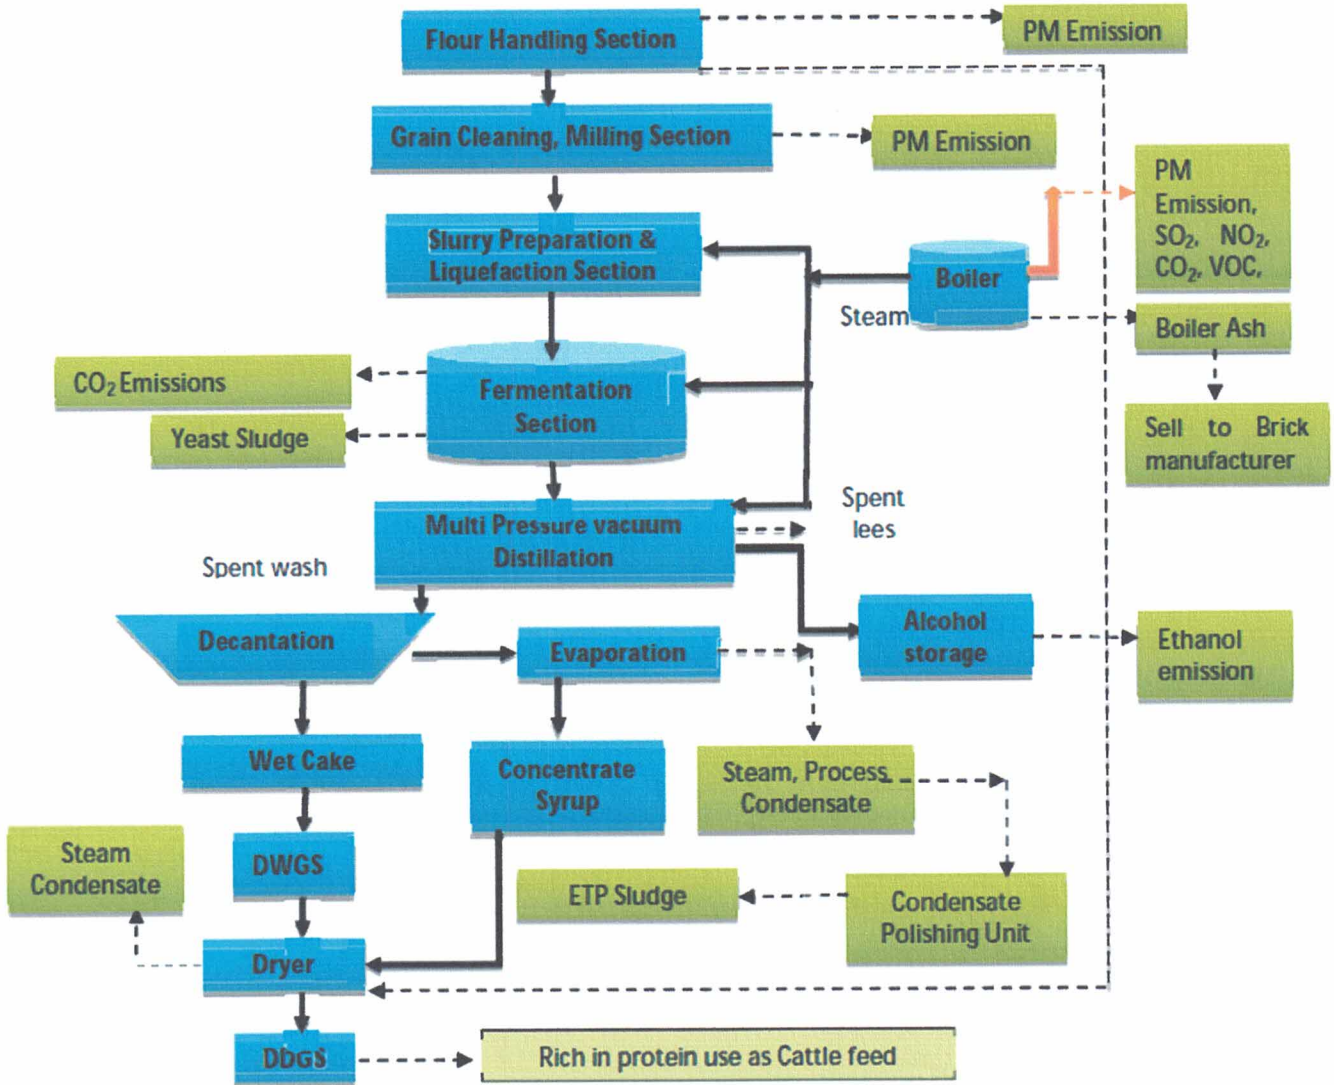 Flour Handling Section
PM Emission
Grain Cleaning, Milling Section
PM Emission
PM
Emission,
SO₂, NO₂,
CO₂, VOC,
Slurry Preparation &
Liquefaction Section
Boiler
Steam
Boiler Ash
CO₂ Emissions
Fermentation
Section
Yeast Sludge
Sell to Brick
manufacturer
Multi Pressure vacuum
Distillation
Spent
lees
Spent wash
Decantation
Evaporation
Alcohol
storage
Ethanol
emission
Wet Cake
Concentrate
Syrup
Steam, Process
Condensate
Steam
Condensate
DWGS
ETP Sludge
Condensate
Polishing Unit
Dryer
DDGS
Rich in protein use as Cattle feed